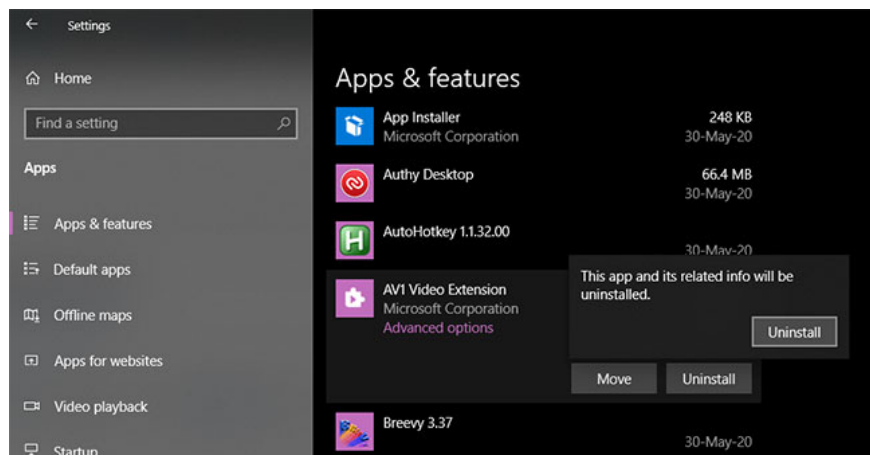 Settings
Home
Find a setting
Apps
Apps & features
Default apps
Offline maps
Apps for websites
Video playback
Startup
Apps & features
App Installer
248 KB
Microsoft Corporation
30-May-20
Authy Desktop
66.4 MB
30-May-20
AutoHotkey 1.1.32.00
30-May-20
AV1 Video Extension
Microsoft Corporation
Advanced options
This app and its related info will be
uninstalled.
Uninstall
Move
Uninstall
Breevy 3.37
30-May-20